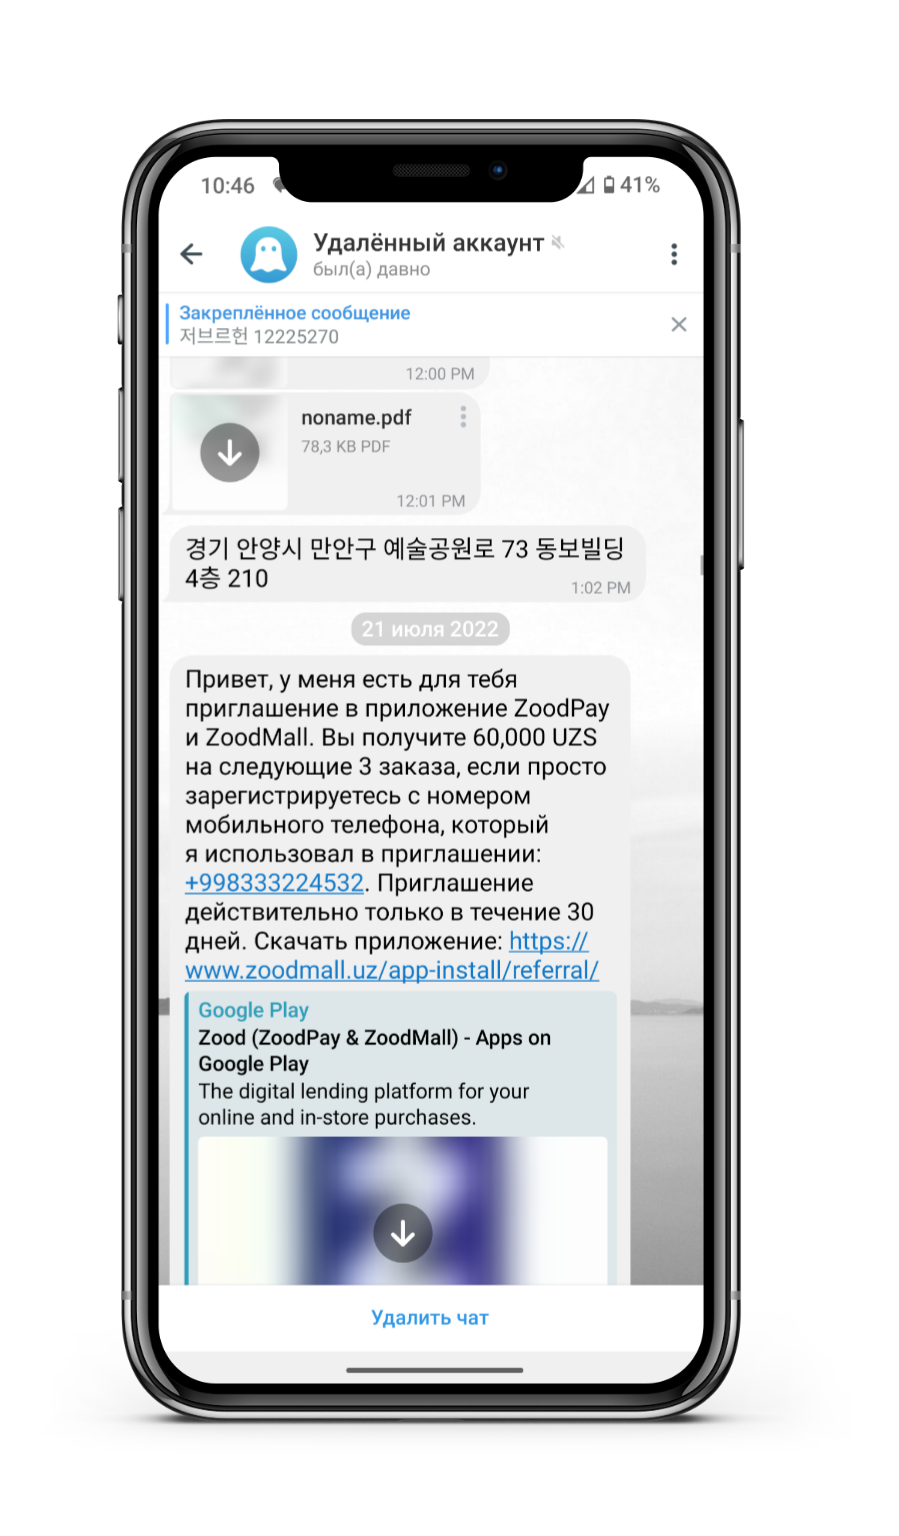 10:46
41%
Удалённый аккаунт
был(а) давно
Закреплённое сообщение
저브르헌 12225270
12:00 PM
noname.pdf
78,3 KB PDF
12:01 PM
경기 안양시 만안구 예술공원로 73 동보빌딩
4층 210
1:02 PM
21 июля 2022
Привет, у меня есть для тебя
приглашение в приложение ZoodPay
и ZoodMall. Вы получите 60,000 UZS
на следующие 3 заказа, если просто
зарегистрируетесь с номером
мобильного телефона, который
я использовал в приглашении:
+998333224532. Приглашение
действительно только в течение 30
дней. Скачать приложение: https://
www.zoodmall.uz/app-install/referral/
Google Play
Zood (ZoodPay & ZoodMall) - Apps on
Google Play
The digital lending platform for your
online and in-store purchases.
Удалить чат